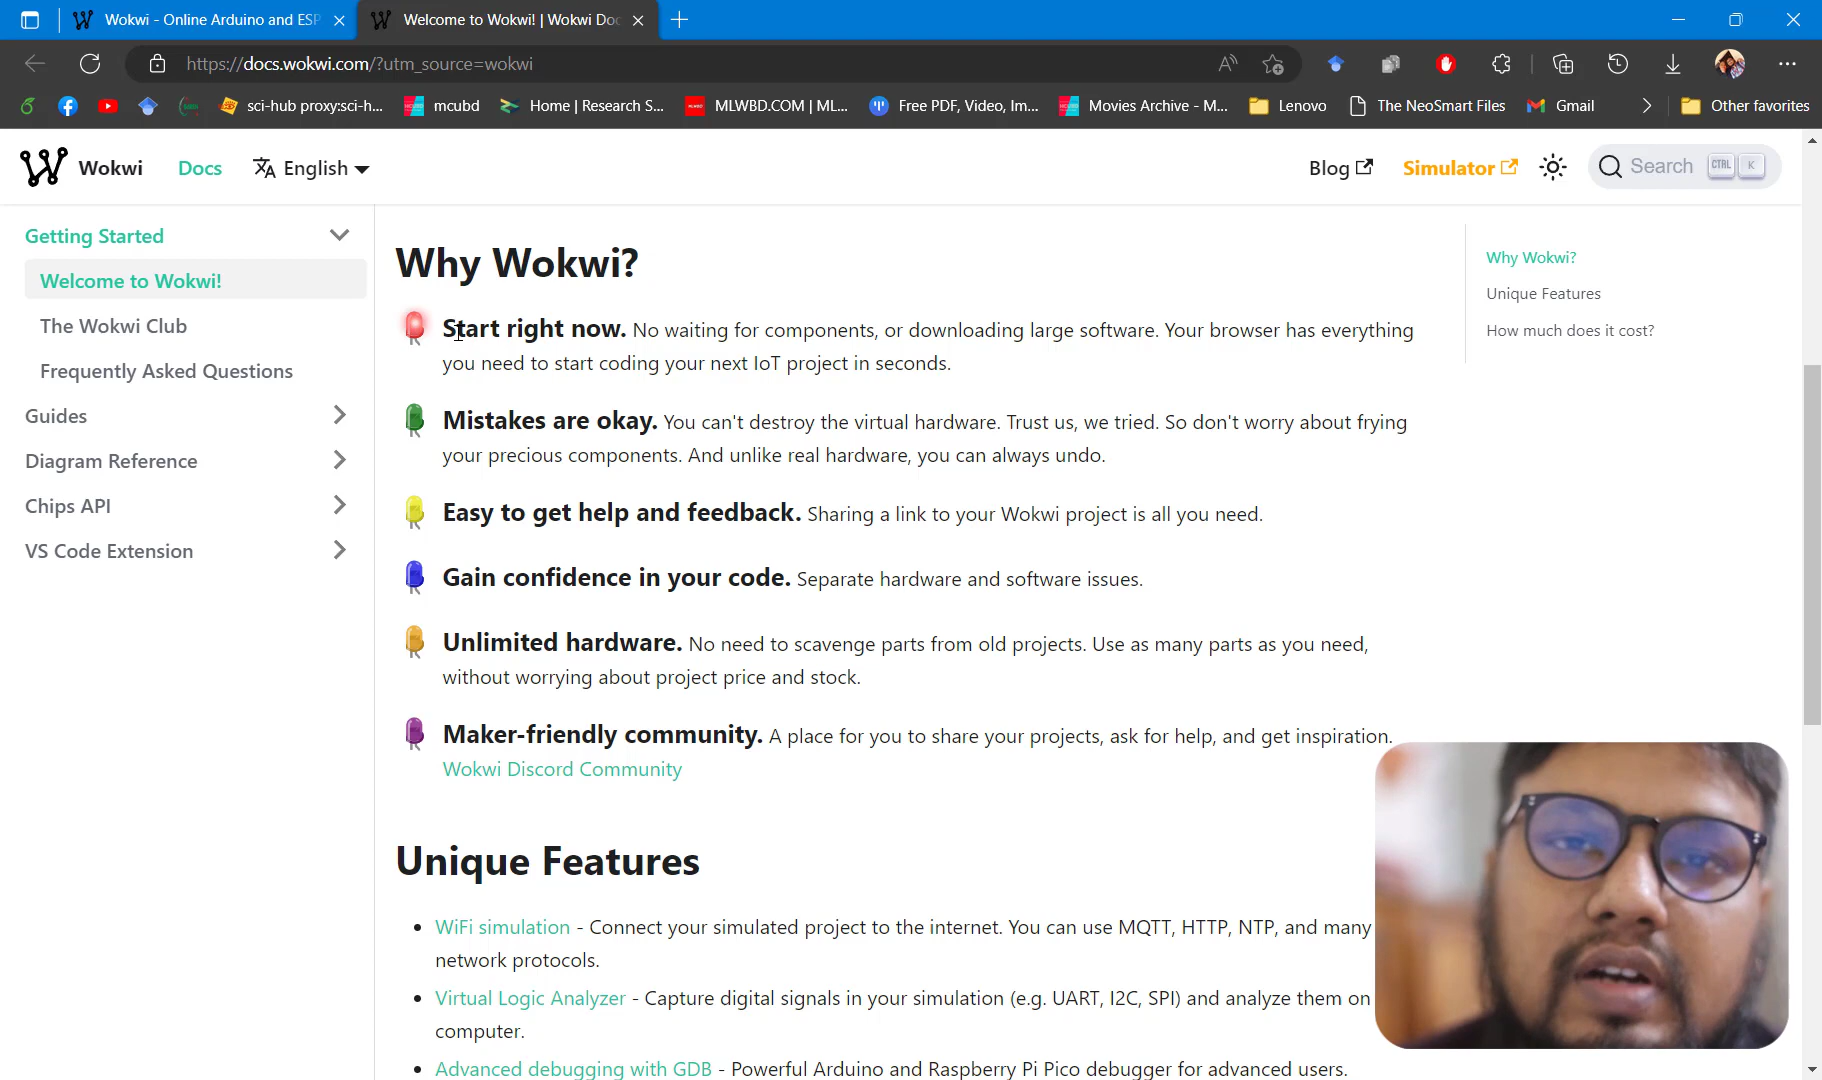 Wokwi - Online Arduino and ESP
Welcome to Wokwi! | Wokwi Doc
https://docs.wokwi.com/?utm_source=wokwi
sci-hub proxy:sci-h...
mcubd
Home | Research S...
MLWBD.COM | ML...
Free PDF, Video, Im...
Movies Archive - M...
Lenovo
The NeoSmart Files
Gmail
Other favorites
Wokwi
Docs
English
Blog
Simulator
Search
CTRL K
Getting Started
Welcome to Wokwi!
The Wokwi Club
Frequently Asked Questions
Guides
Diagram Reference
Chips API
VS Code Extension
Why Wokwi?
Start right now. No waiting for components, or downloading large software. Your browser has everything
you need to start coding your next IoT project in seconds.
Mistakes are okay. You can't destroy the virtual hardware. Trust us, we tried. So don't worry about frying
your precious components. And unlike real hardware, you can always undo.
Easy to get help and feedback. Sharing a link to your Wokwi project is all you need.
Gain confidence in your code. Separate hardware and software issues.
Unlimited hardware. No need to scavenge parts from old projects. Use as many parts as you need,
without worrying about project price and stock.
Maker-friendly community. A place for you to share your projects, ask for help, and get inspiration.
Wokwi Discord Community
Unique Features
WiFi simulation - Connect your simulated project to the internet. You can use MQTT, HTTP, NTP, and many
network protocols.
Virtual Logic Analyzer - Capture digital signals in your simulation (e.g. UART, I2C, SPI) and analyze them on
computer.
Advanced debugging with GDB - Powerful Arduino and Raspberry Pi Pico debugger for advanced users.
Why Wokwi?
Unique Features
How much does it cost?